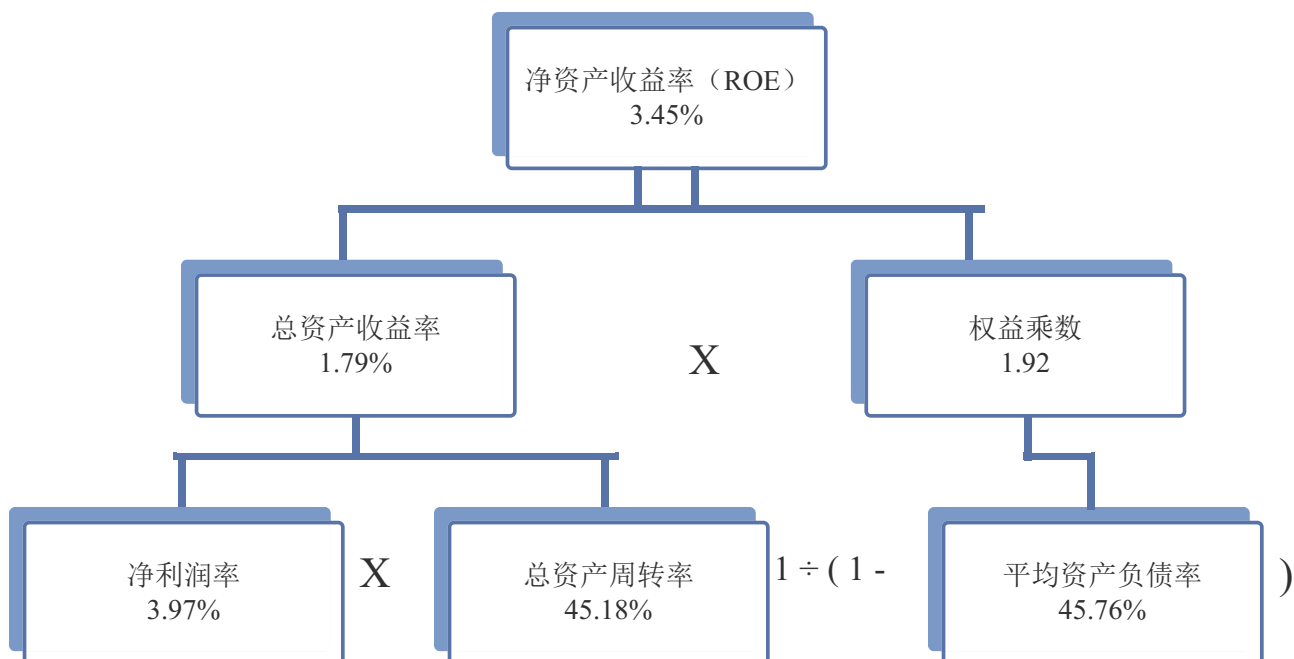 净资产收益率（ROE）
3.45%
总资产收益率
1.79%
X
权益乘数
1.92
净利润率
3.97%
X
总资产周转率
45.18%
1 ÷ ( 1 -
平均资产负债率
45.76%
)